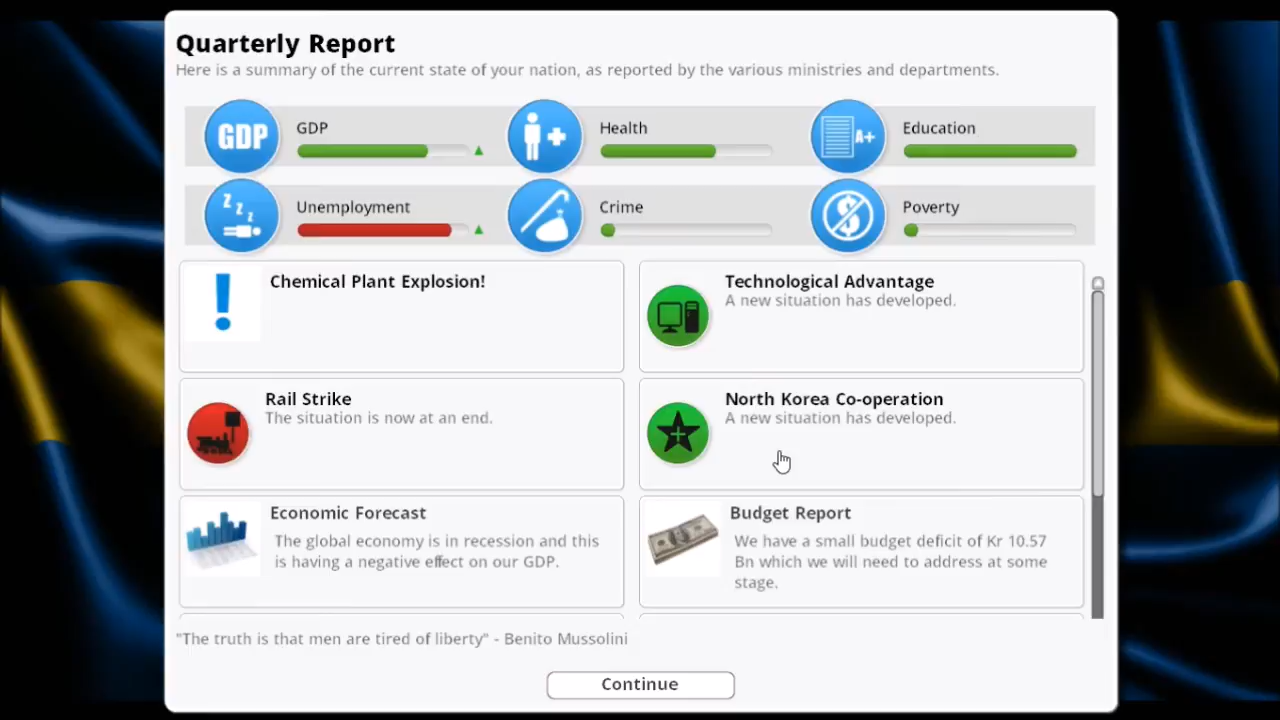 Quarterly Report
Here is a summary of the current state of your nation, as reported by the various ministries and departments.
GDP
GDP
Health
A+
Education
Z
Z
Z
Unemployment
Crime
$
Poverty
!
Chemical Plant Explosion!
Technological Advantage
A new situation has developed.
Rail Strike
The situation is now at an end.
North Korea Co-operation
A new situation has developed.
Economic Forecast
The global economy is in recession and this
is having a negative effect on our GDP.
Budget Report
We have a small budget deficit of Kr 10.57
Bn which we will need to address at some
stage.
"The truth is that men are tired of liberty" - Benito Mussolini
Continue